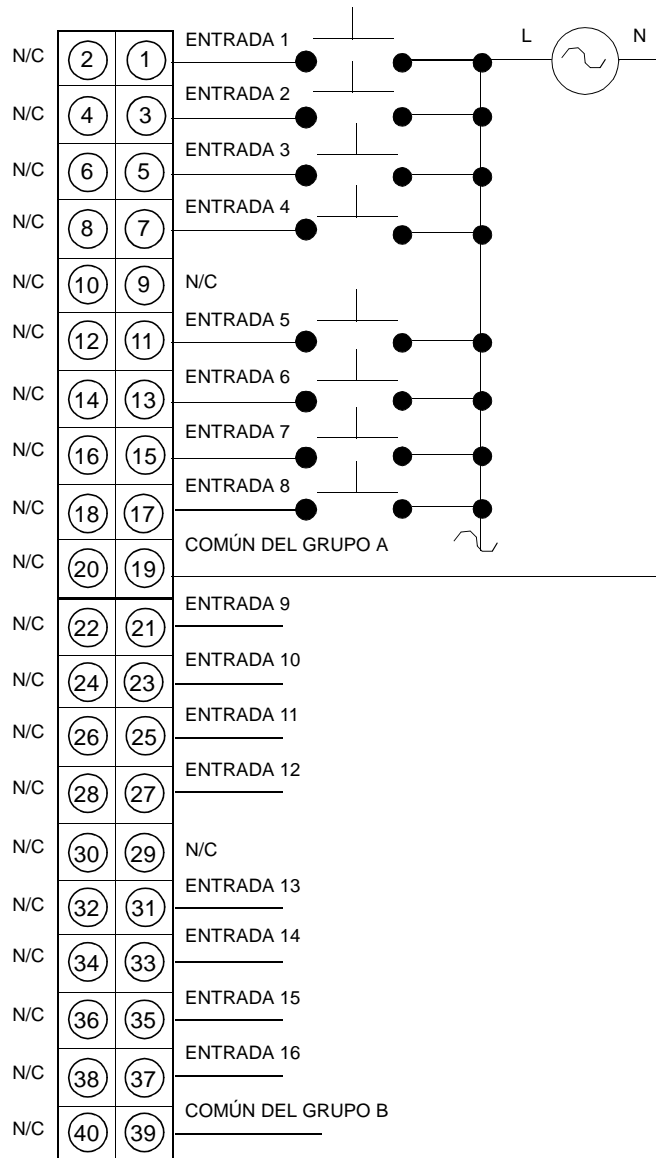 ENTRADA 1 L N
N/C 2 1
ENTRADA 2
N/C 4 3
ENTRADA 3
N/C 6 5
ENTRADA 4
N/C 8 7
N/C 10 9 N/C
ENTRADA 5
N/C 12 11
ENTRADA 6
N/C 14 13
ENTRADA 7
N/C 16 15
ENTRADA 8
N/C 18 17
COMÚN DEL GRUPO A
N/C 20 19
ENTRADA 9
N/C 22 21
ENTRADA 10
N/C 24 23
ENTRADA 11
N/C 26 25
ENTRADA 12
N/C 28 27
N/C 30 29 N/C
ENTRADA 13
N/C 32 31
ENTRADA 14
N/C 34 33
ENTRADA 15
N/C 36 35
ENTRADA 16
N/C 38 37
COMÚN DEL GRUPO B
N/C 40 39